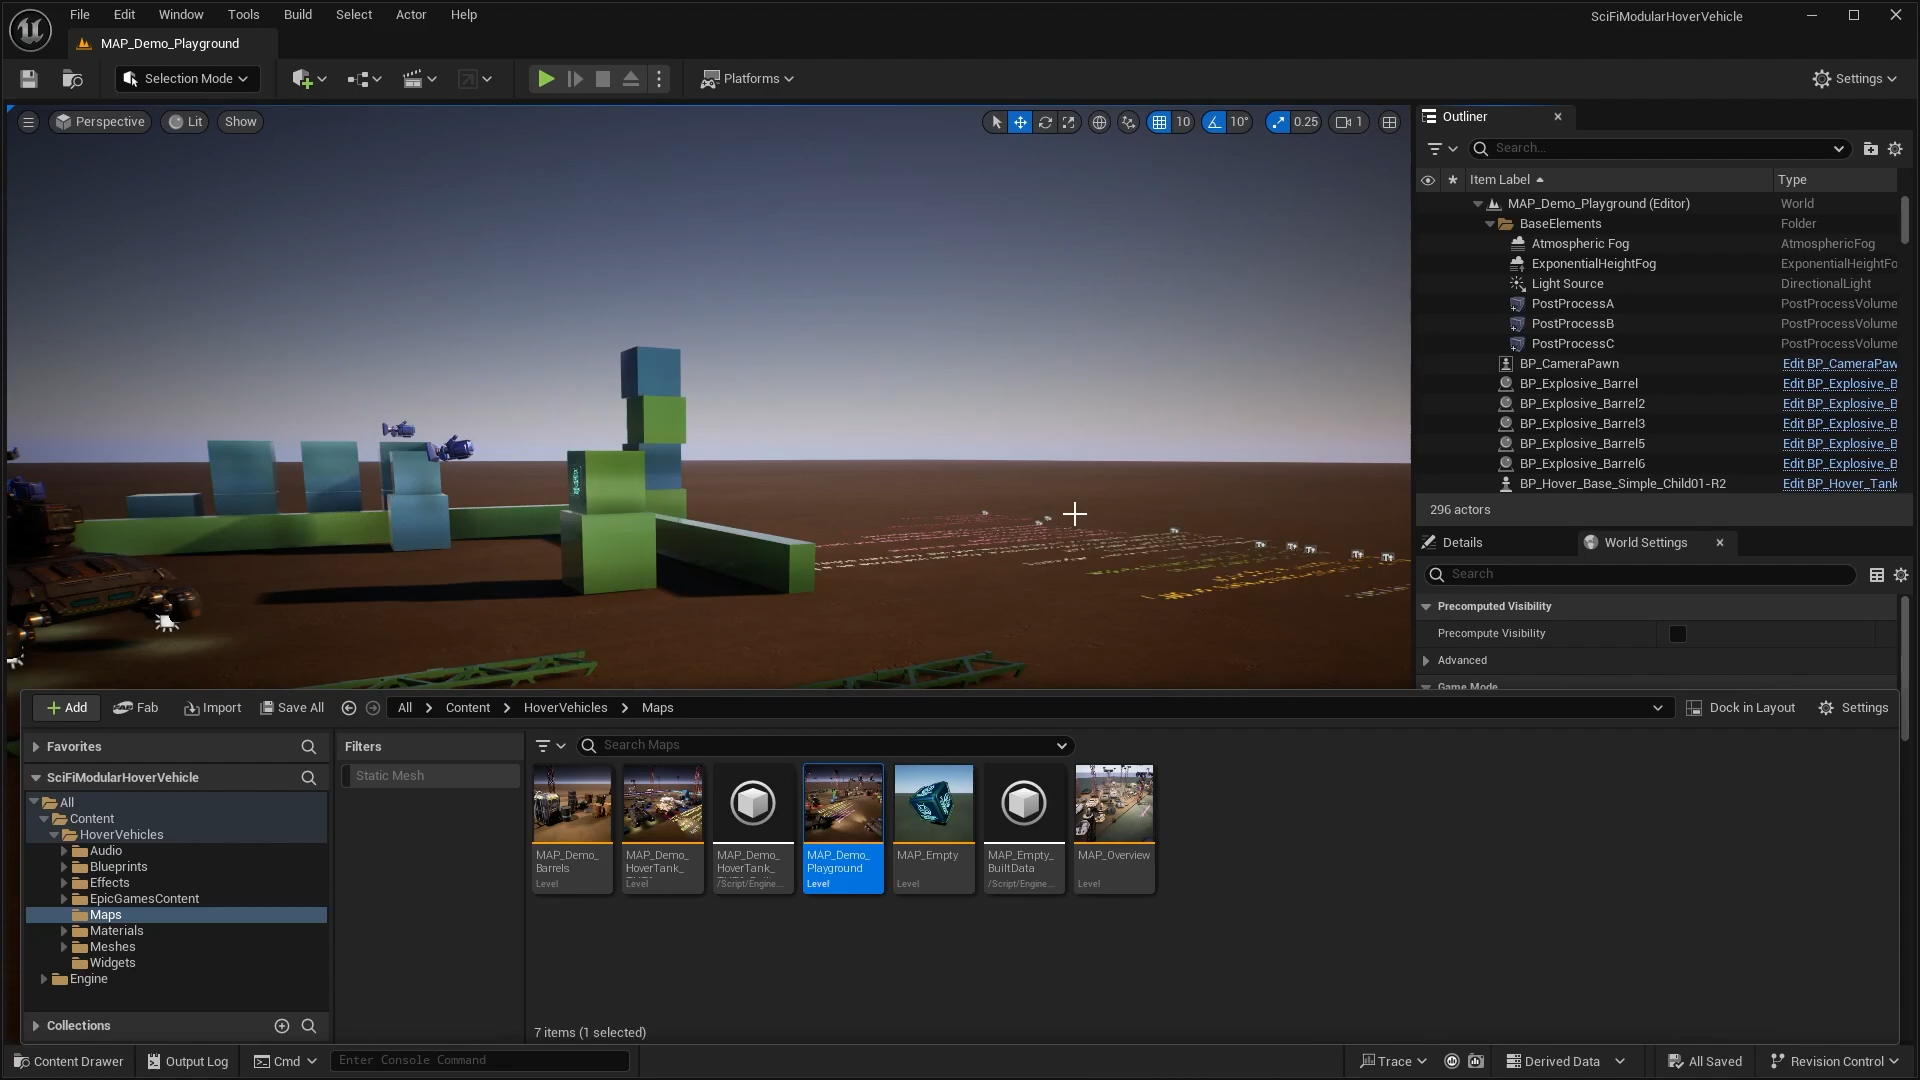 File Edit Window Tools Build Select Actor Help
SciFiModularHoverVehicle
MAP_Demo_Playground
Selection Mode
Platforms
Settings
Perspective
Lit
Show
10
10°
0.25
1
Outliner
Search...
Item Label
Type
MAP_Demo_Playground (Editor) World
BaseElements Folder
Atmospheric Fog AtmosphericFog
ExponentialHeightFog ExponentialHeightFo
Light Source DirectionalLight
PostProcessA PostProcessVolume
PostProcessB PostProcessVolume
PostProcessC PostProcessVolume
BP_CameraPawn Edit BP_CameraPaw
BP_Explosive_Barrel Edit BP_Explosive_B
BP_Explosive_Barrel2 Edit BP_Explosive_B
BP_Explosive_Barrel3 Edit BP_Explosive_B
BP_Explosive_Barrel5 Edit BP_Explosive_B
BP_Explosive_Barrel6 Edit BP_Explosive_B
BP_Hover_Base_Simple_Child01-R2 Edit BP_Hover_Tank
296 actors
Details
World Settings
Search
Precomputed Visibility
Precompute Visibility
Advanced
Game Mode
Add
Fab
Import
Save All
All
Content
HoverVehicles
Maps
Dock in Layout
Settings
Favorites
SciFiModularHoverVehicle
All
Content
HoverVehicles
Audio
Blueprints
Effects
EpicGamesContent
Maps
Materials
Meshes
Widgets
Engine
Collections
Filters
Static Mesh
Search Maps
MAP_Demo_
Barrels
Level
MAP_Demo_
HoverTank_
Level
MAP_Demo_
HoverTank_
/Script/Engine...
MAP_Demo_
Playground
Level
MAP_Empty
Level
MAP_Empty_
BuiltData
/Script/Engine...
MAP_Overview
Level
7 items (1 selected)
Content Drawer
Output Log
Cmd
Enter Console Command
Trace
Derived Data
All Saved
Revision Control